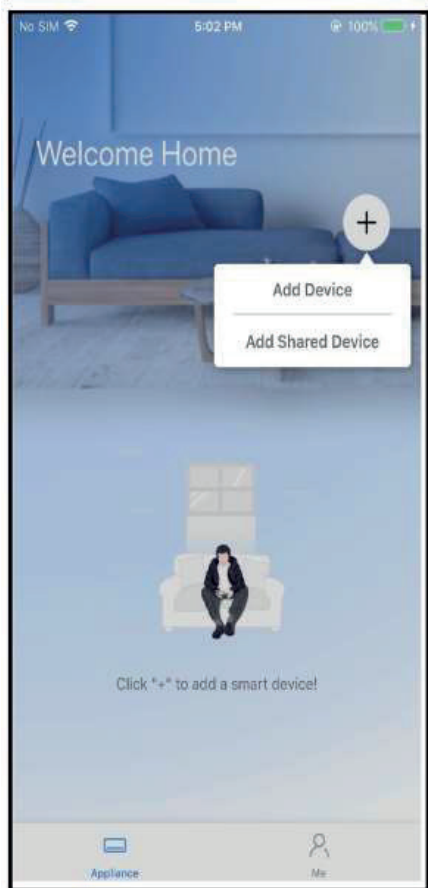 No SIM 5:02 PM 100%
Welcome Home
+
Add Device
Add Shared Device
Click "+" to add a smart device!
Appliance Me